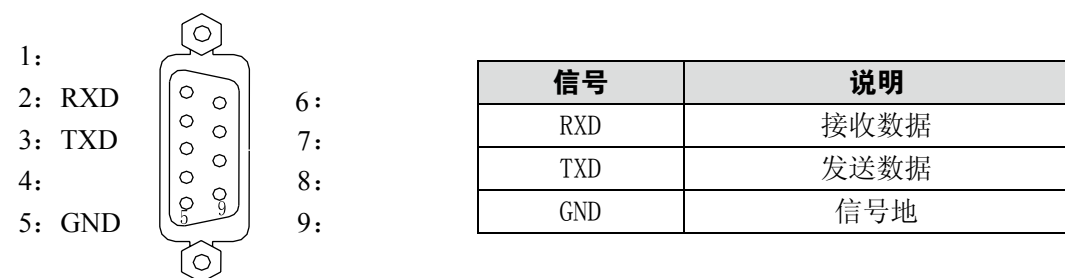 1：
2：RXD
3：TXD
4：
5：GND
5 9
6：
7：
8：
9：
信号 说明
RXD 接收数据
TXD 发送数据
GND 信号地